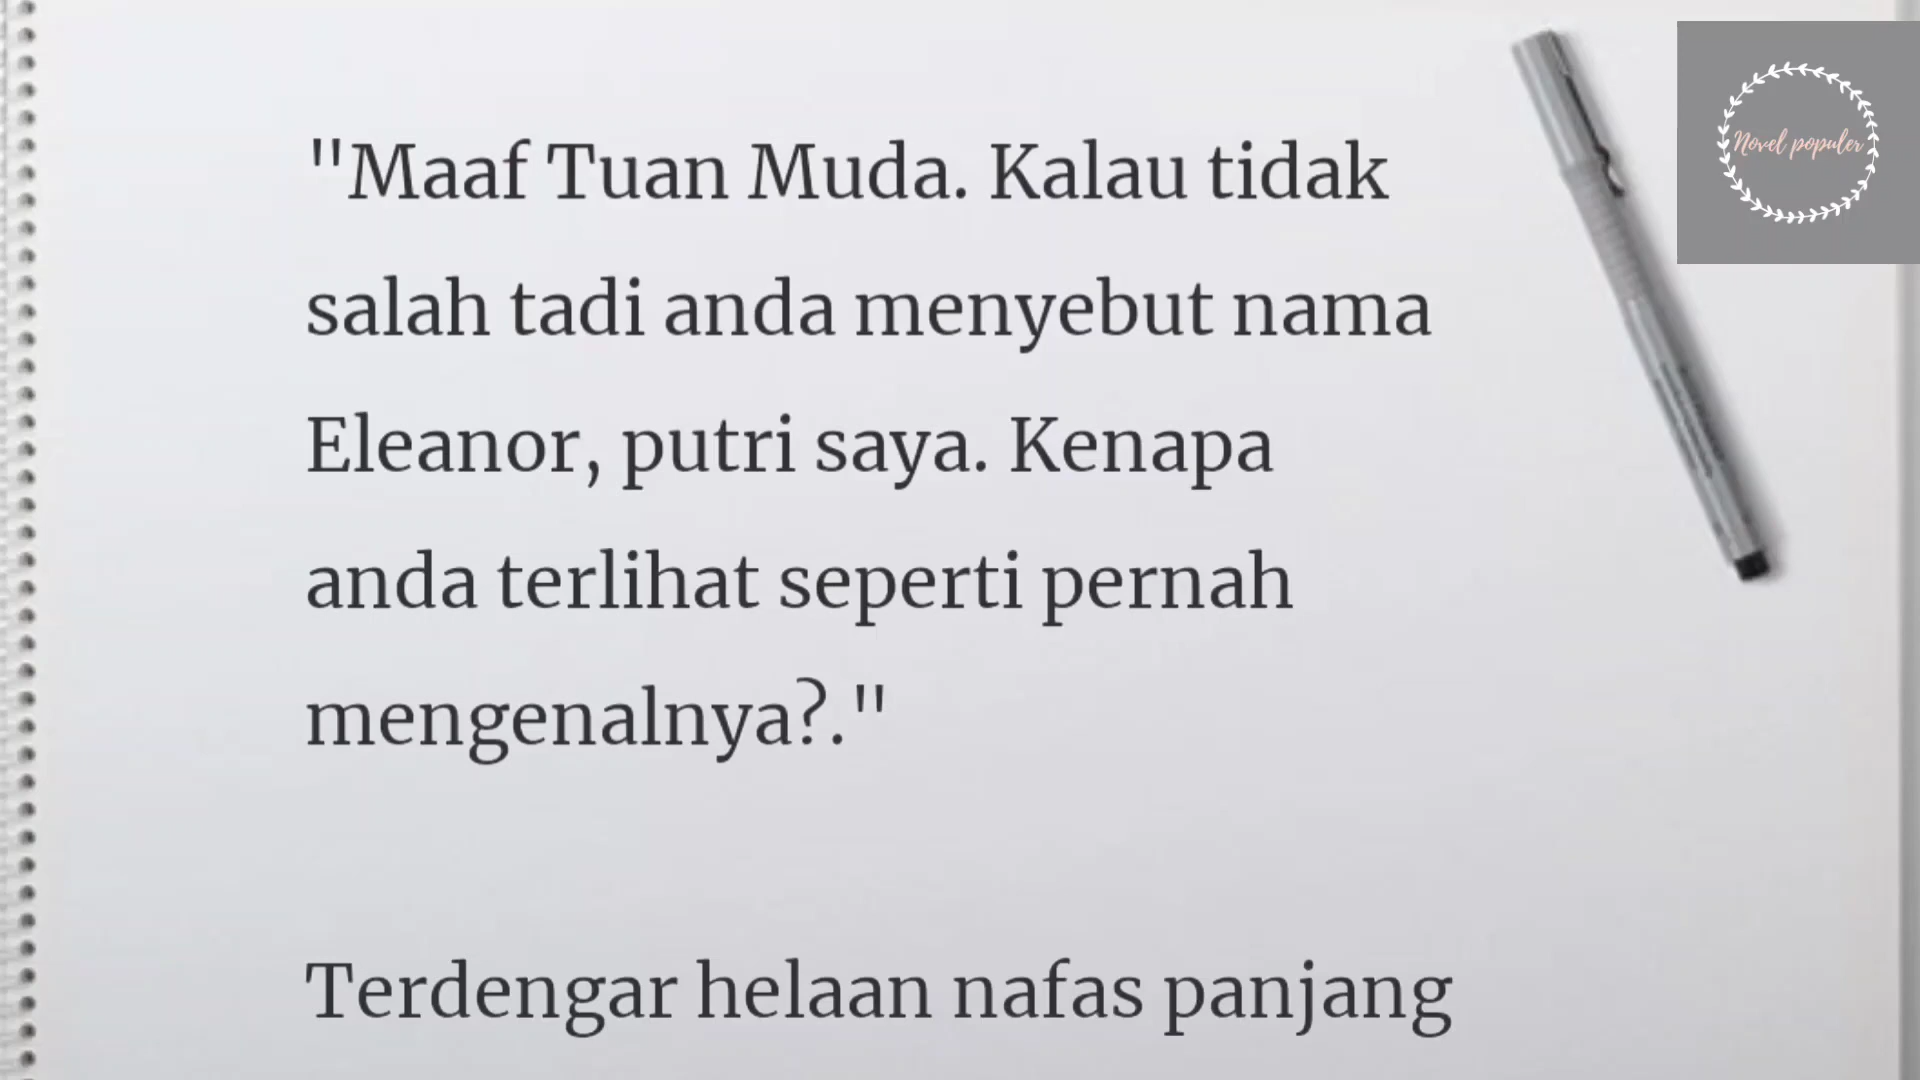 "Maaf Tuan Muda. Kalau tidak
salah tadi anda menyebut nama
Eleanor, putri saya. Kenapa
anda terlihat seperti pernah
mengenalnya?."
Terdengar helaan nafas panjang
Novel populer